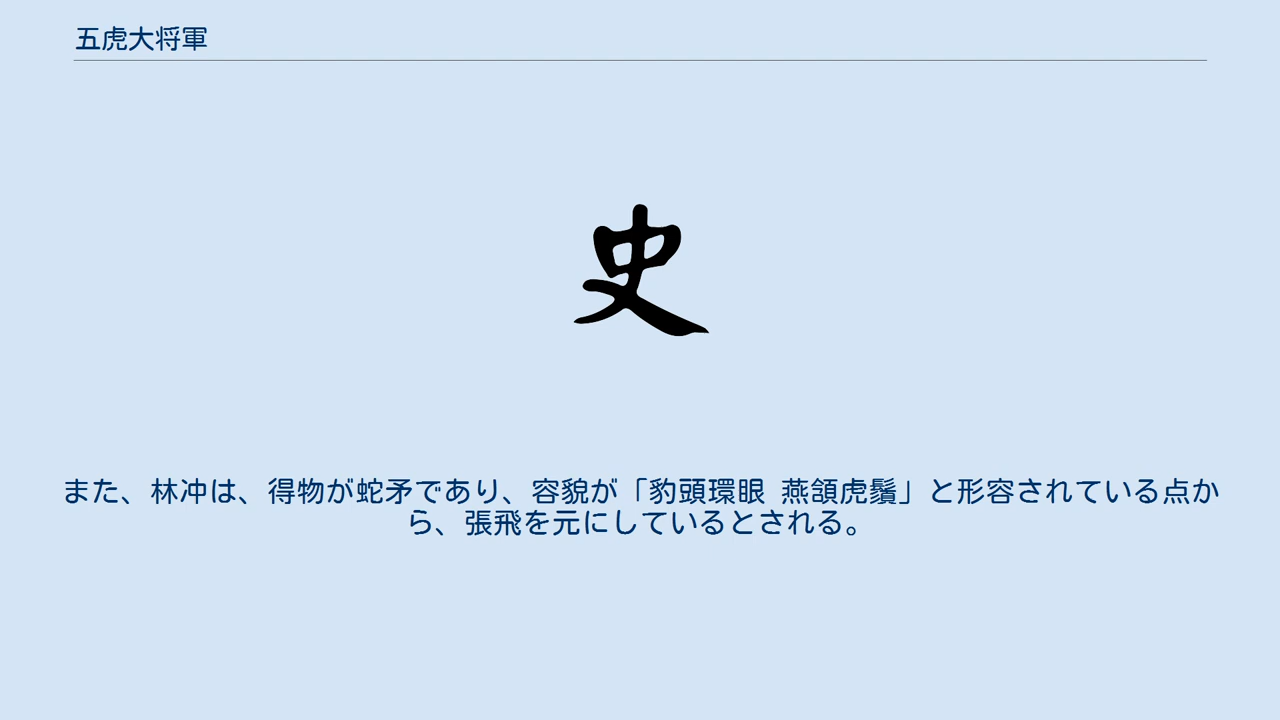 五虎大将軍
史
また、林冲は、得物が蛇矛であり、容貌が「豹頭環眼 燕頷虎鬚」と形容されている点か
ら、張飛を元にしているとされる。